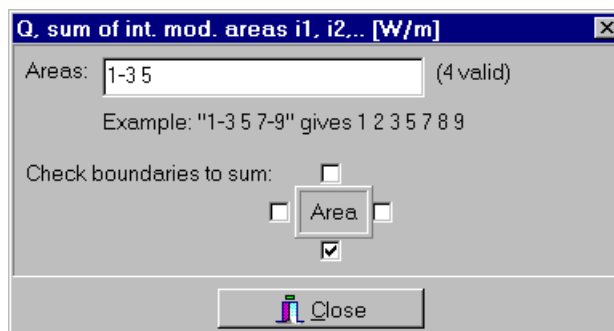 Q, sum of int. mod. areas i1, i2,.. [W/m]
Areas: 1-3 5 (4 valid)
Example: "1-3 5 7-9" gives 1 2 3 5 7 8 9
Check boundaries to sum:
Area
Close